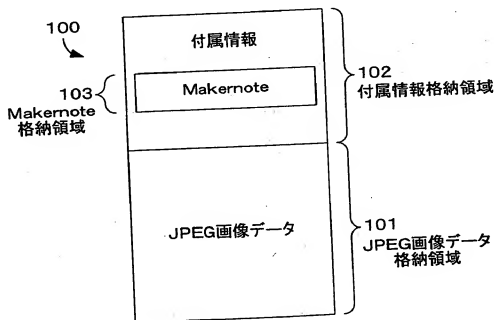 100
付属情報
103
Makernote
格納領域
Makernote
102
付属情報格納領域
JPEG画像データ
101
JPEG画像データ
格納領域